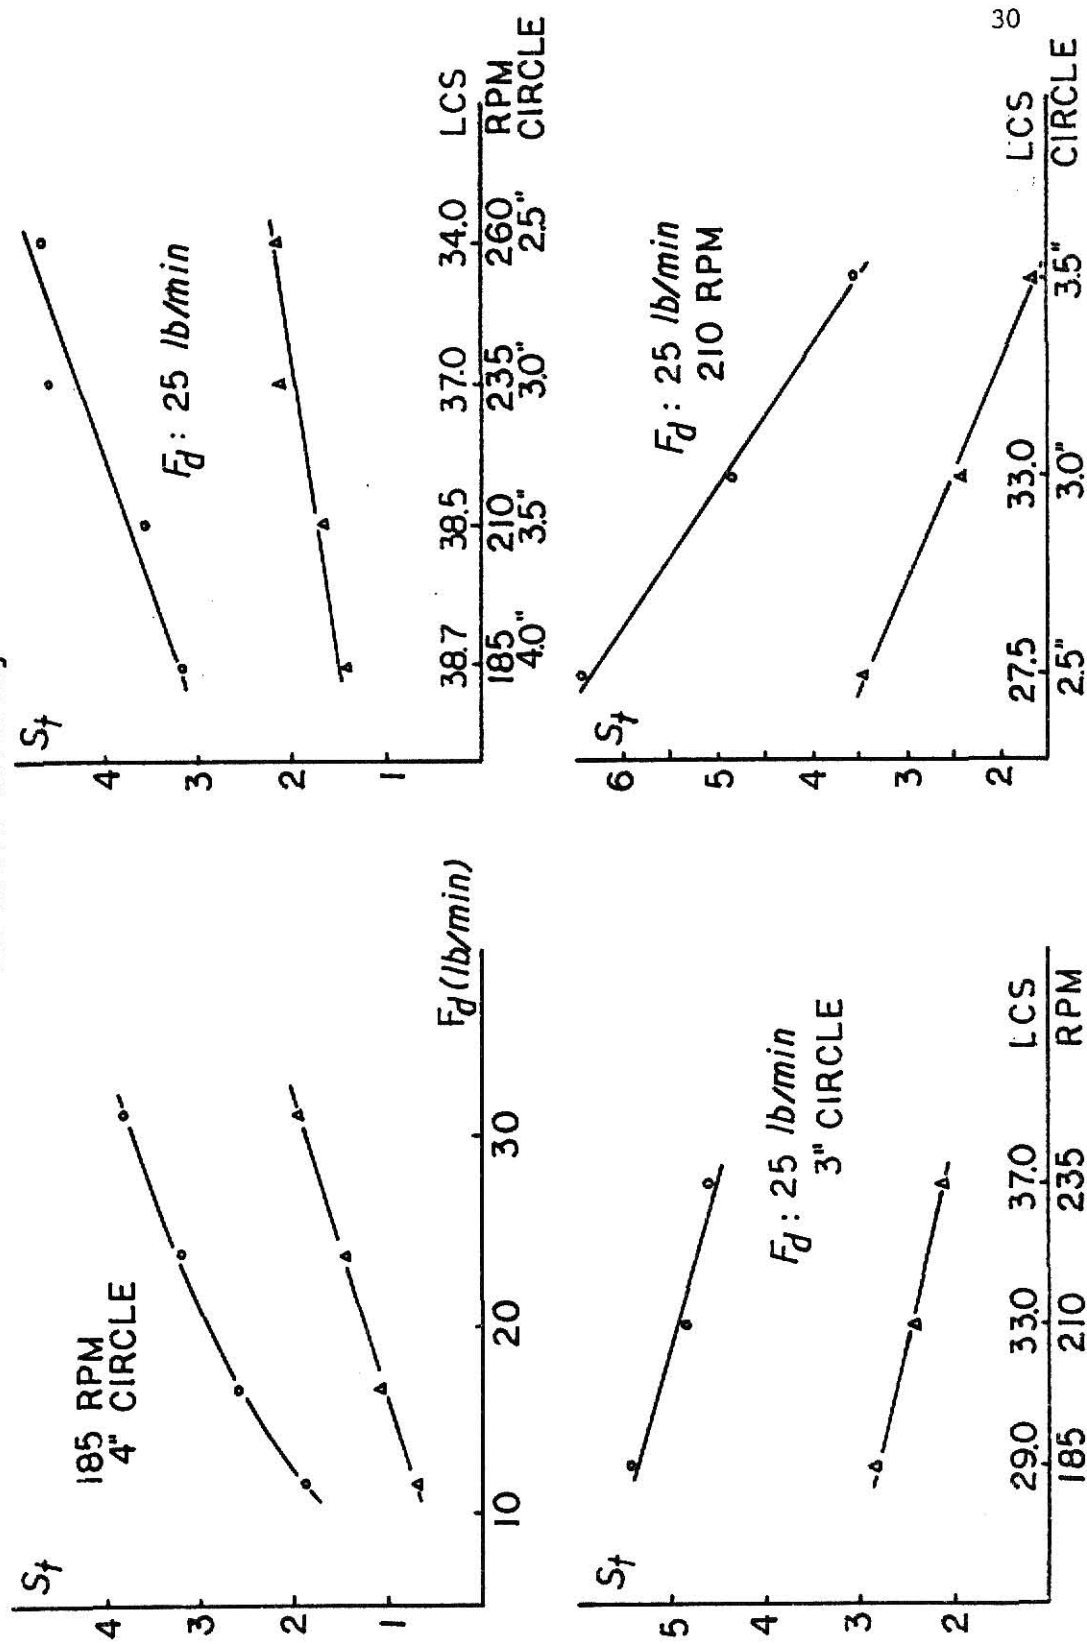 30
185 RPM
4" CIRCLE
S_t
4
3
2
1
10 20 30
F_d (lb/min)
S_t
4
3
2
1
F_d : 25 lb/min
38.7 38.5 37.0 34.0 LCS
185 210 235 260 RPM
4.0" 3.5" 3.0" 2.5" CIRCLE
S_t
5
4
3
2
F_d : 25 lb/min
3" CIRCLE
29.0 33.0 37.0 LCS
185 210 235 RPM
S_t
6
5
4
3
2
F_d : 25 lb/min
210 RPM
27.5 33.0 LCS
2.5" 3.0" 3.5" CIRCLE